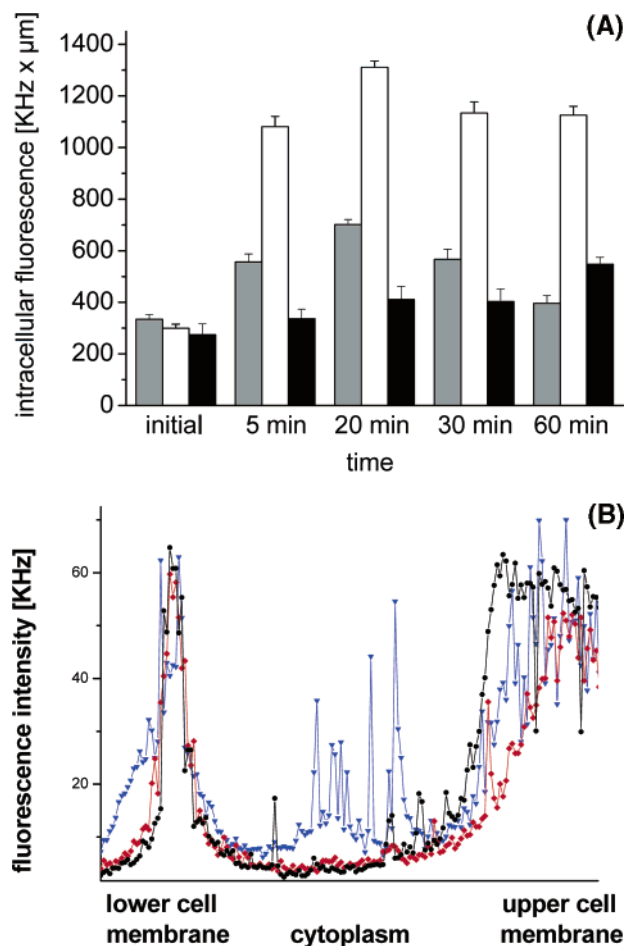 (A)
intracellular fluorescence [KHz x µm]
1400
1200
1000
800
600
400
200
0
initial
5 min
20 min
30 min
60 min
time
(B)
fluorescence intensity [KHz]
60
40
20
lower cell
membrane
cytoplasm
upper cell
membrane